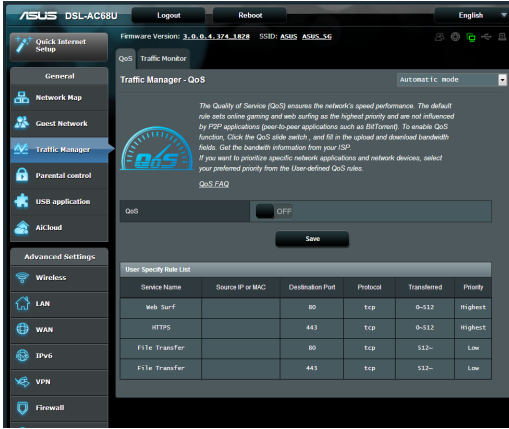 ASUS DSL-AC68U
Logout
Reboot
English
Quick Internet
Setup
Firmware Version: 3.0.0.4.374_1828 SSID: ASUS ASUS_5G
QoS
Traffic Monitor
General
Network Map
Guest Network
Traffic Manager
Parental control
USB application
AiCloud
Advanced Settings
Wireless
LAN
WAN
IPv6
VPN
Firewall
Traffic Manager - QoS
Automatic mode
QoS
The Quality of Service (QoS) ensures the network's speed performance. The default
rule sets online gaming and web surfing as the highest priority and are not influenced
by P2P applications (peer-to-peer applications such as BitTorrent). To enable QoS
function, Click the QoS slide switch , and fill in the upload and download bandwidth
fields. Get the bandwith information from your ISP.
If you want to prioritize specific network applications and network devices, select
your preferred priority from the User-defined QoS rules.
QoS FAQ
QoS
OFF
Save
User Specify Rule List
Service Name Source IP or MAC Destination Port Protocol Transferred Priority
Web Surf 80 tcp 0~512 Highest
HTTPS 443 tcp 0~512 Highest
File Transfer 80 tcp 512~ Low
File Transfer 443 tcp 512~ Low